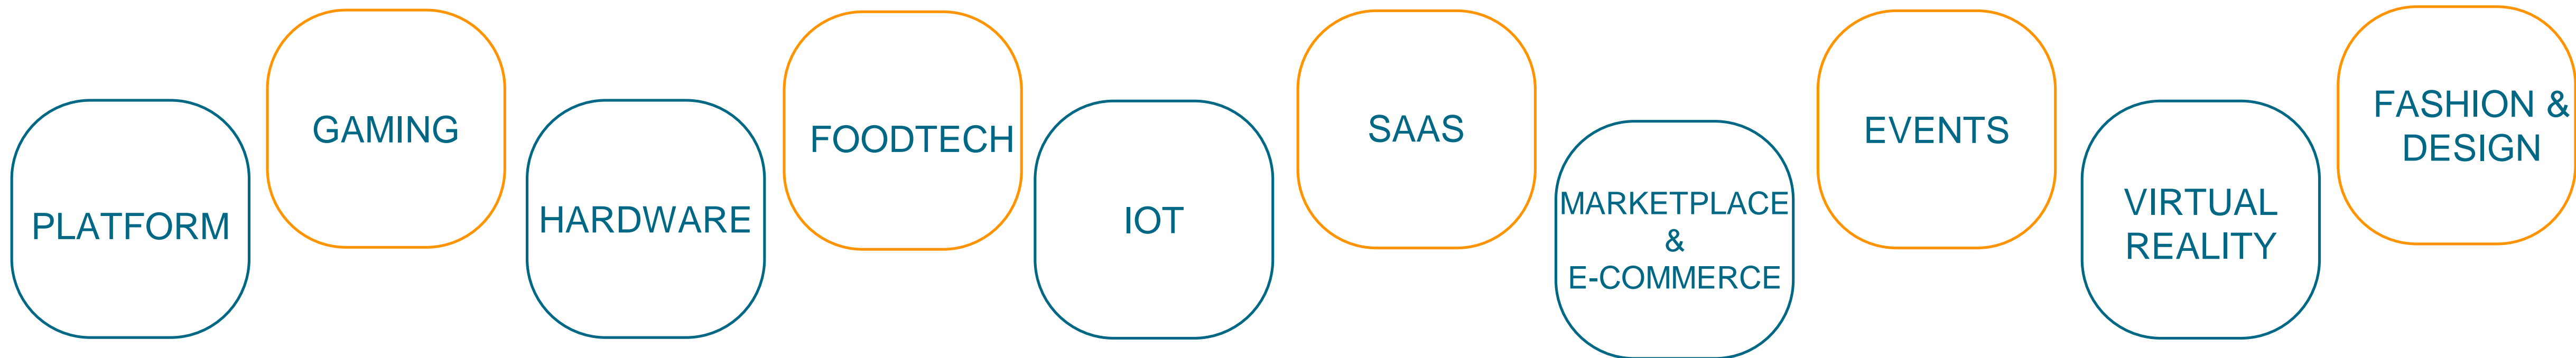 PLATFORM
GAMING
HARDWARE
FOODTECH
IOT
SAAS
MARKETPLACE
&
E-COMMERCE
EVENTS
VIRTUAL
REALITY
FASHION &
DESIGN